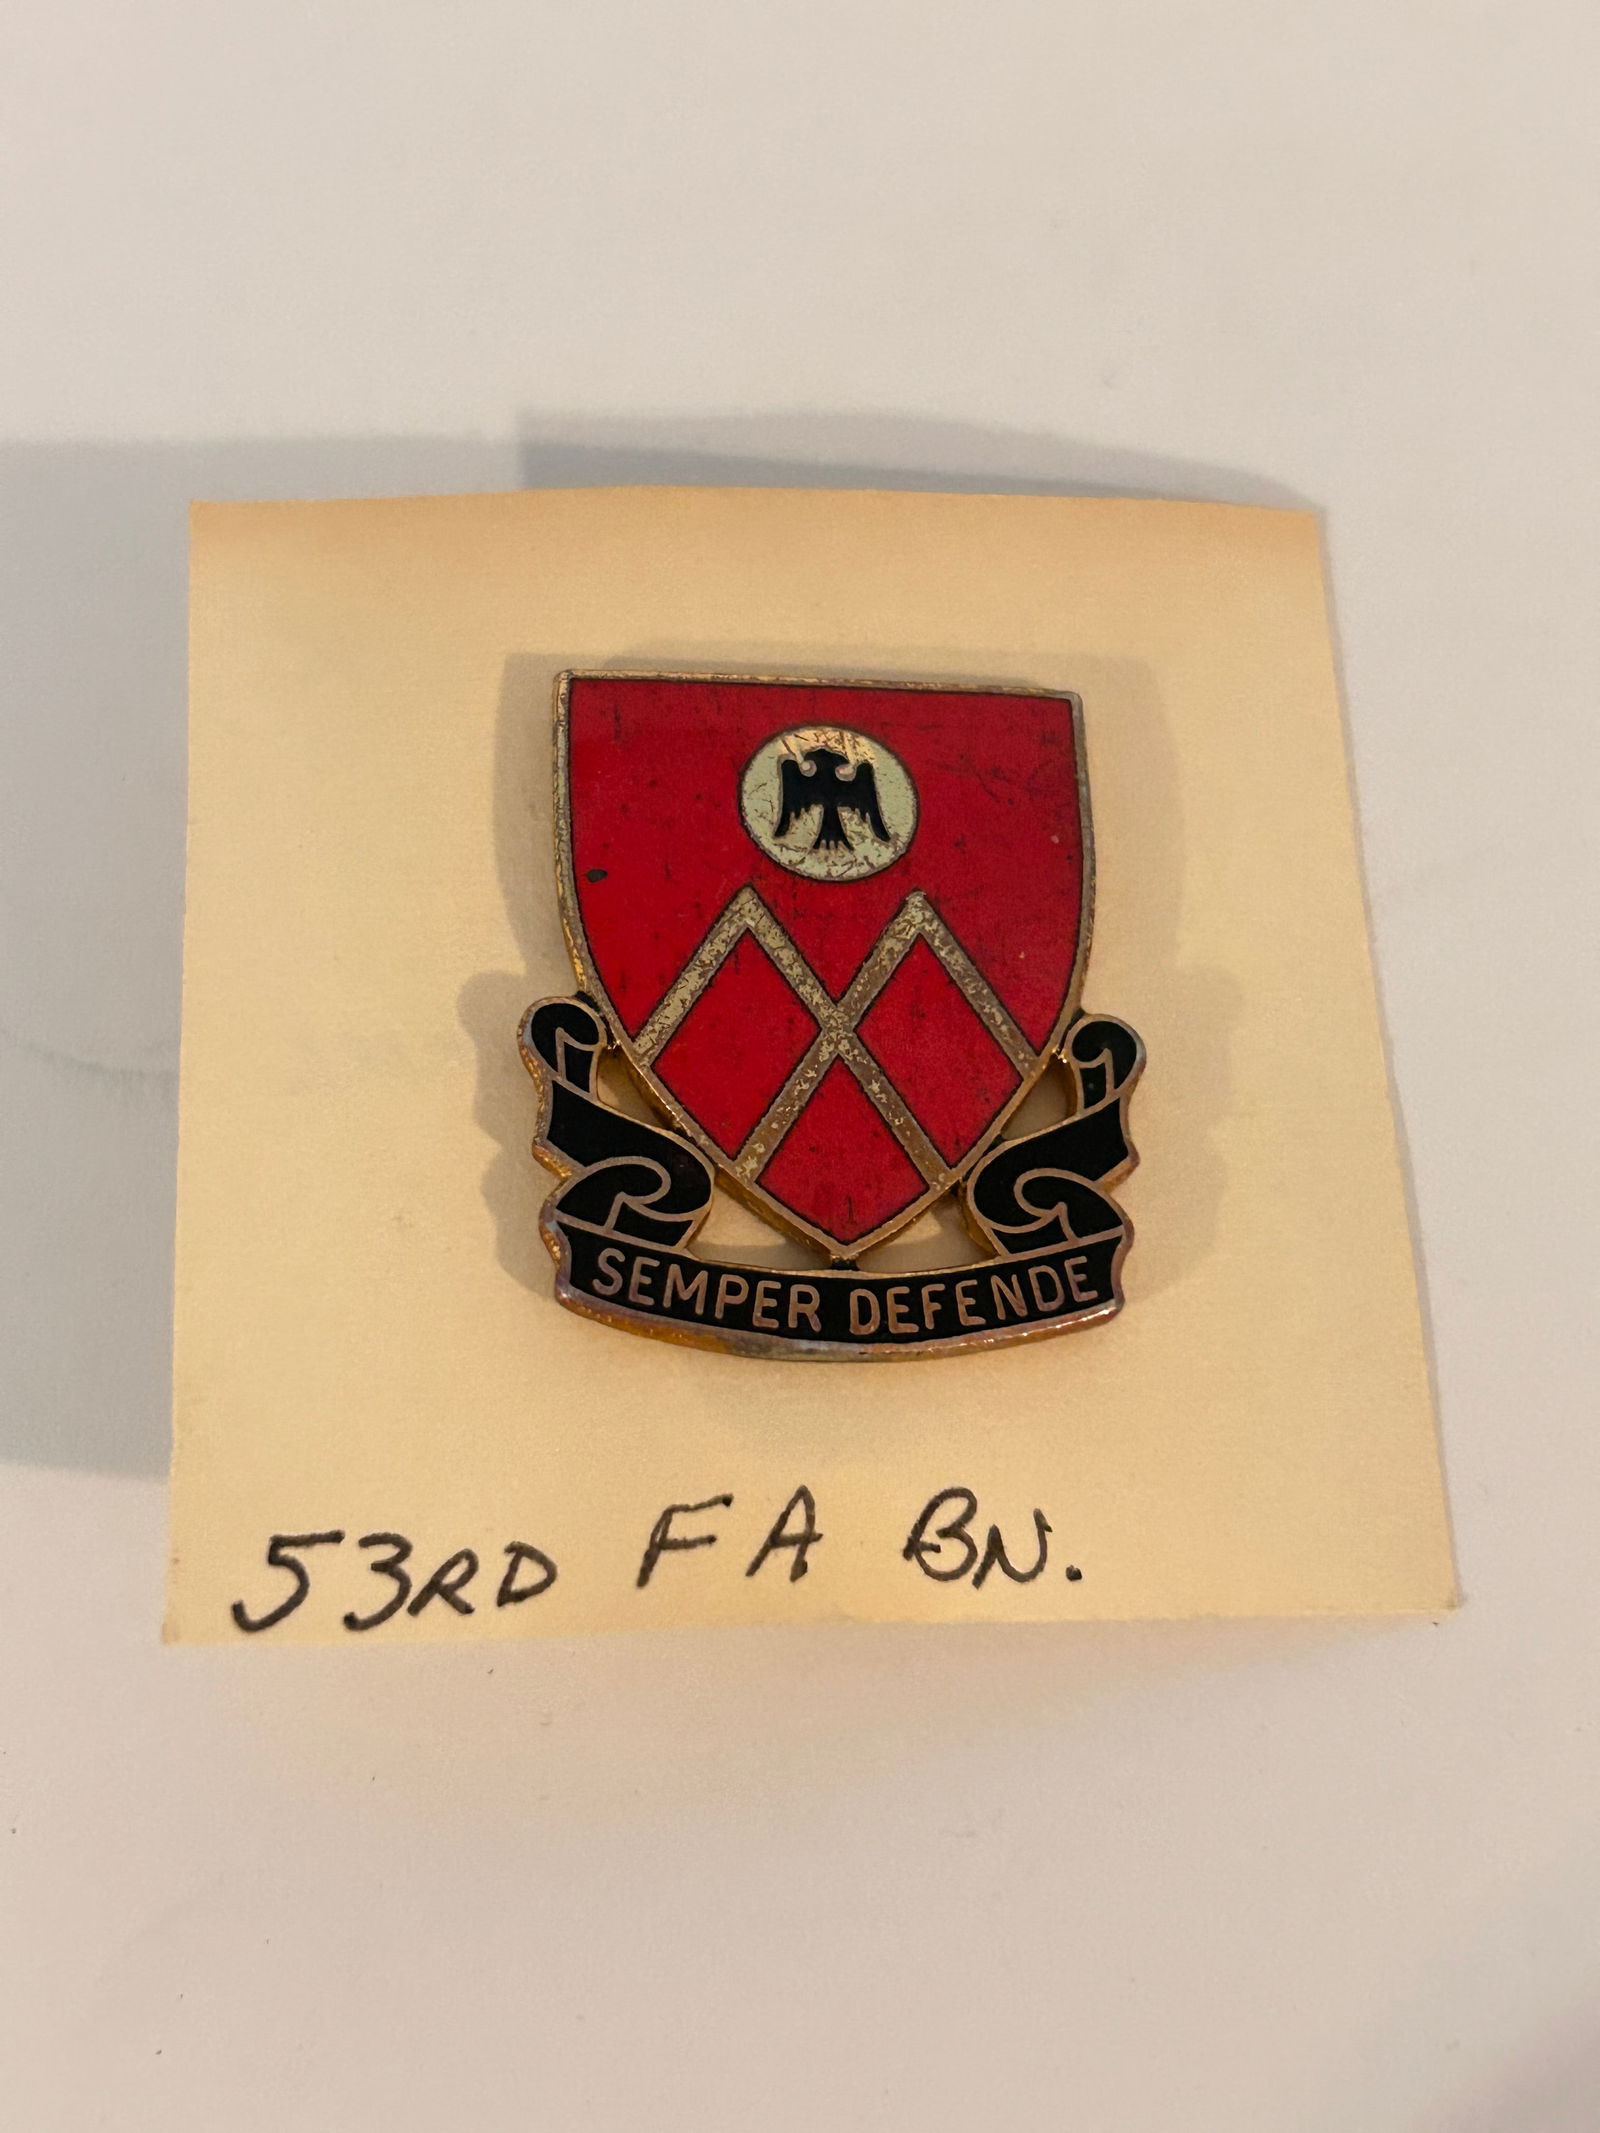 SEMPER DEFENDE
53RD FA BN.